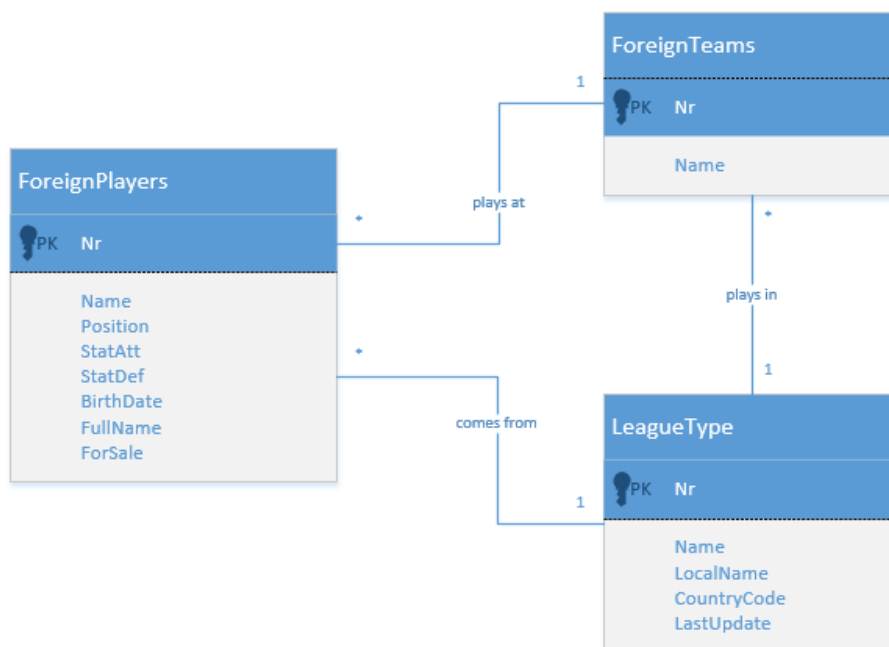 ForeignTeams
PK Nr
Name
1
plays at
*
ForeignPlayers
PK Nr
Name
Position
StatAtt
StatDef
BirthDate
FullName
ForSale
*
comes from
1
*
plays in
1
LeagueType
PK Nr
Name
LocalName
CountryCode
LastUpdate